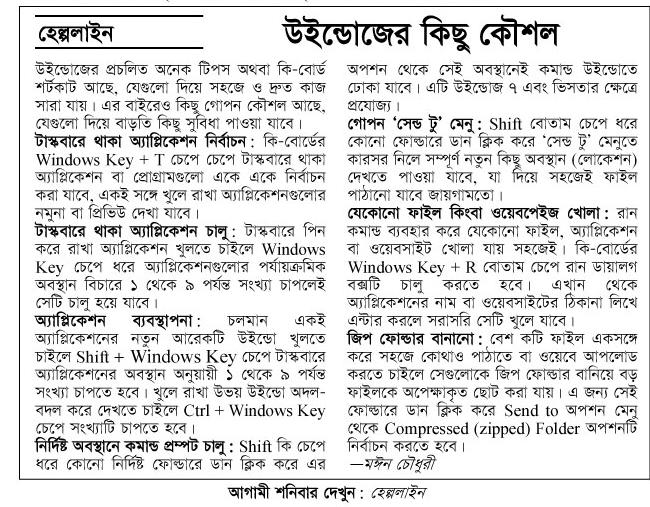 হেল্পলাইন
উইন্ডোজের কিছু কৌশল
উইন্ডোজের প্রচলিত অনেক টিপস অথবা কি-বোর্ড
শর্টকাট আছে, যেগুলো দিয়ে সহজে ও দ্রুত কাজ
সারা যায়। এর বাইরেও কিছু গোপন কৌশল আছে,
যেগুলো দিয়ে বাড়তি কিছু সুবিধা পাওয়া যাবে।
টাস্কবারে থাকা অ্যাপ্লিকেশন নির্বাচন : কি-বোর্ডের
Windows Key + T চেপে চেপে টাস্কবারে থাকা
অ্যাপ্লিকেশন বা প্রোগ্রামগুলো একে একে নির্বাচন
করা যাবে, একই সঙ্গে খুলে রাখা অ্যাপ্লিকেশনগুলোর
নমুনা বা প্রিভিউ দেখা যাবে।
টাস্কবারে থাকা অ্যাপ্লিকেশন চালু : টাস্কবারে পিন
করে রাখা অ্যাপ্লিকেশন খুলতে চাইলে Windows
Key চেপে ধরে অ্যাপ্লিকেশনগুলোর পর্যায়ক্রমিক
অবস্থান বিচারে ১ থেকে ৯ পর্যন্ত সংখ্যা চাপলেই
সেটি চালু হয়ে যাবে।
অ্যাপ্লিকেশন ব্যবস্থাপনা : চলমান একই
অ্যাপ্লিকেশনের নতুন আরেকটি উইন্ডো খুলতে
চাইলে Shift + Windows Key চেপে টাস্কবারে
অ্যাপ্লিকেশনের অবস্থান অনুযায়ী ১ থেকে ৯ পর্যন্ত
সংখ্যা চাপতে হবে। খুলে রাখা উভয় উইন্ডো অদল-
বদল করে দেখতে চাইলে Ctrl + Windows Key
চেপে সংখ্যাটি চাপতে হবে।
নির্দিষ্ট অবস্থানে কমান্ড প্রম্পট চালু : Shift কি চেপে
ধরে কোনো নির্দিষ্ট ফোল্ডারে ডান ক্লিক করে এর
অপশন থেকে সেই অবস্থানেই কমান্ড উইন্ডোতে
ঢোকা যাবে। এটি উইন্ডোজ ৭ এবং ভিসতার ক্ষেত্রে
প্রযোজ্য।
গোপন ‘সেন্ড টু’ মেনু : Shift বোতাম চেপে ধরে
কোনো ফোল্ডারে ডান ক্লিক করে ‘সেন্ড টু’ মেনুতে
কারসর নিলে সম্পূর্ণ নতুন কিছু অবস্থান (লোকেশন)
দেখতে পাওয়া যাবে, যা দিয়ে সহজেই ফাইল
পাঠানো যাবে জায়গামতো।
যেকোনো ফাইল কিংবা ওয়েবপেইজ খোলা : রান
কমান্ড ব্যবহার করে যেকোনো ফাইল, অ্যাপ্লিকেশন
বা ওয়েবসাইট খোলা যায় সহজেই। কি-বোর্ডের
Windows Key + R বোতাম চেপে রান ডায়ালগ
বক্সটি চালু করতে হবে। এখান থেকে
অ্যাপ্লিকেশনের নাম বা ওয়েবসাইটের ঠিকানা লিখে
এন্টার করলে সরাসরি সেটি খুলে যাবে।
জিপ ফোল্ডার বানানো : বেশ কটি ফাইল একসঙ্গে
করে সহজে কোথাও পাঠাতে বা ওয়েবে আপলোড
করতে চাইলে সেগুলোকে জিপ ফোল্ডার বানিয়ে বড়
ফাইলকে অপেক্ষাকৃত ছোট করা যায়। এ জন্য সেই
ফোল্ডারে ডান ক্লিক করে Send to অপশন মেনু
থেকে Compressed (zipped) Folder অপশনটি
নির্বাচন করতে হবে।
—মঈন চৌধুরী
আগামী শনিবার দেখুন : হেল্পলাইন